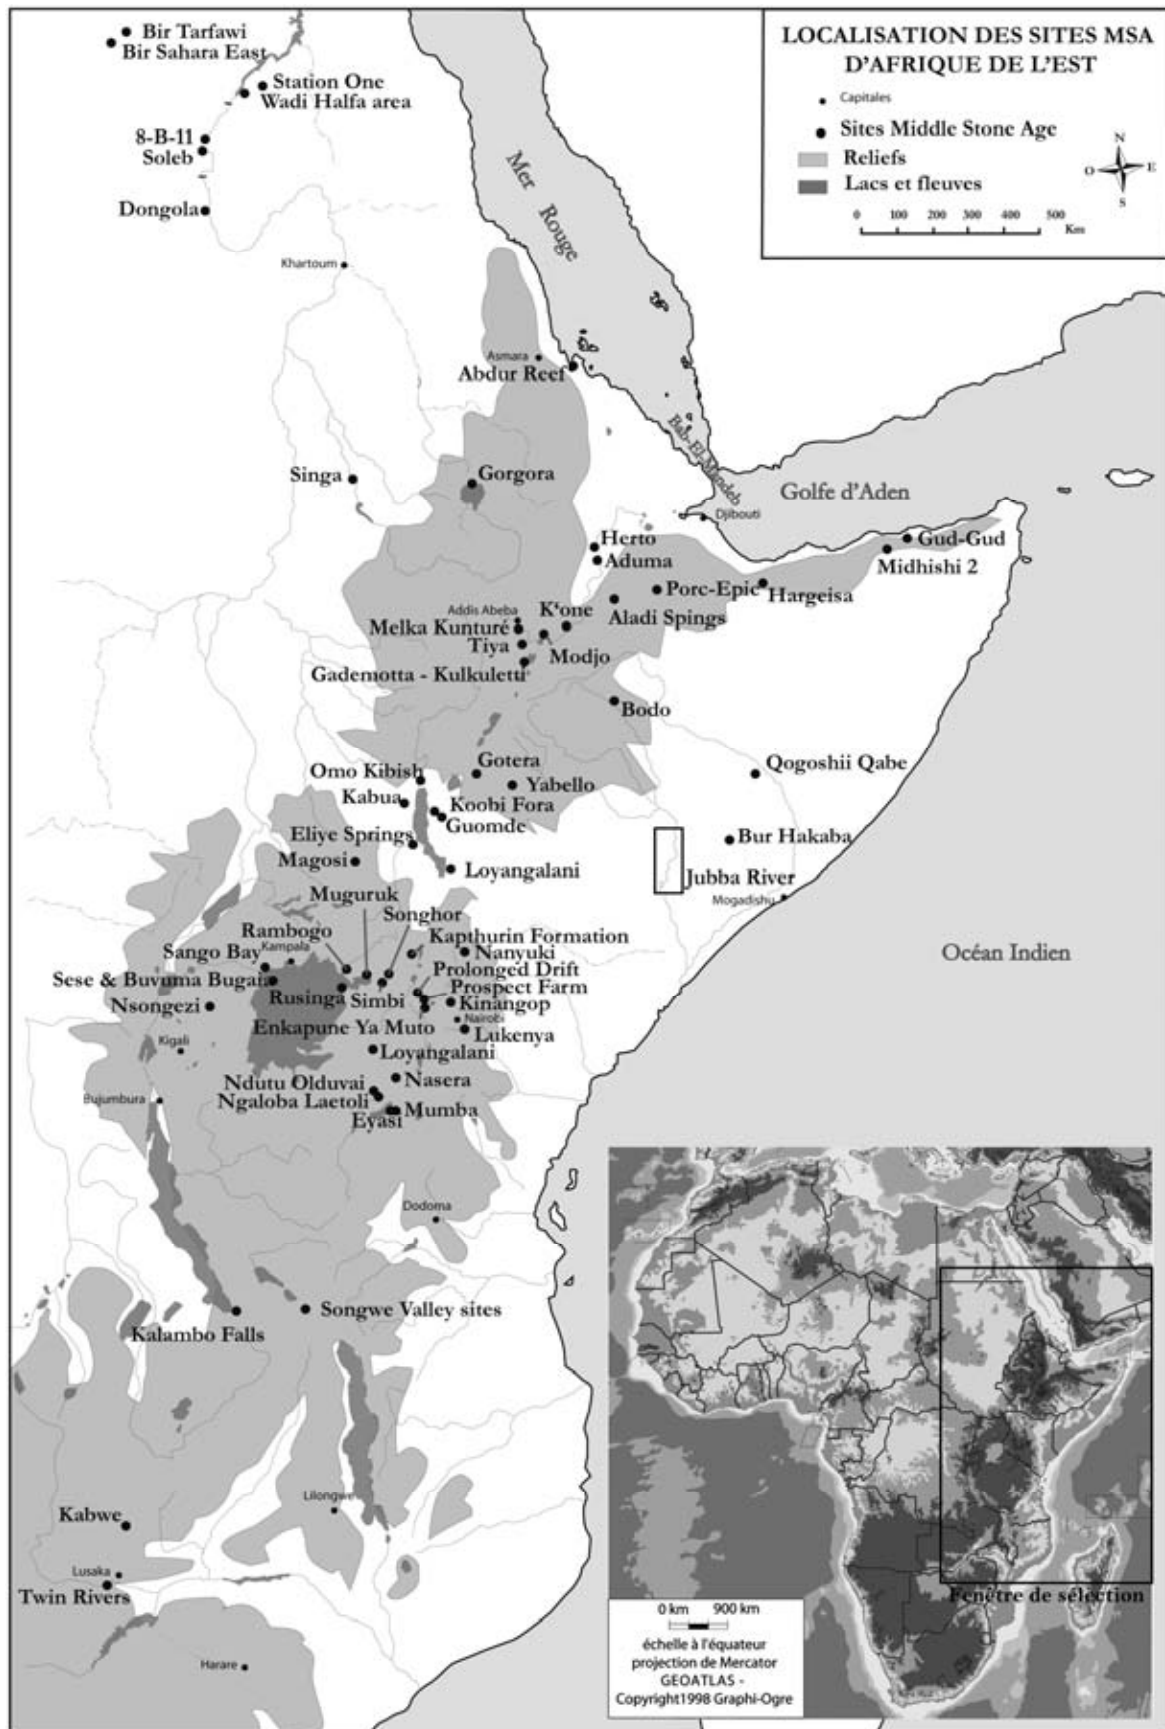 LOCALISATION DES SITES MSA
D'AFRIQUE DE L'EST
Capitales
Sites Middle Stone Age
Reliefs
Lacs et fleuves
N
O
E
S
0 100 200 300 400 500
Km
Bir Tarfawi
Bir Sahara East
Station One
Wadi Halfa area
8-B-11
Soleb
Dongola
Khartoum
Mer Rouge
Asmara
Abdur Reef
Bab-El Mandeb
Singa
Gorgora
Golfe d'Aden
Djibouti
Herto
Aduma
Gud-Gud
Midhishi 2
Porc-Epic
Hargeisa
K'one
Aladi Spings
Addis Abeba
Melka Kunturé
Tiya
Modjo
Gademotta - Kulkuletti
Bodo
Gotera
Qogoshii Qabe
Omo Kibish
Yabello
Kabua
Koobi Fora
Guomde
Eliye Springs
Bur Hakaba
Magosi
Loyangalani
Jubba River
Mogadishu
Muguruk
Songhor
Rambogo
Kapthurin Formation
Sango Bay
Kampala
Nanyuki
Océan Indien
Prolonged Drift
Sese & Buvuma Bugaia
Prospect Farm
Rusinga
Simbi
Nsongezi
Kinangop
Nairobi
Enkapune Ya Muto
Lukenya
Kigali
Loyangalani
Nasera
Ndutu Olduvai
Bujumbura
Ngaloba Laetoli
Eyasi
Mumba
Dodoma
Songwe Valley sites
Kalambo Falls
Lilongwe
Kabwe
Lusaka
Twin Rivers
Harare
Fenêtre de sélection
0 km 900 km
échelle à l'équateur
projection de Mercator
GEOATLAS -
Copyright1998 Graphi-Ogre